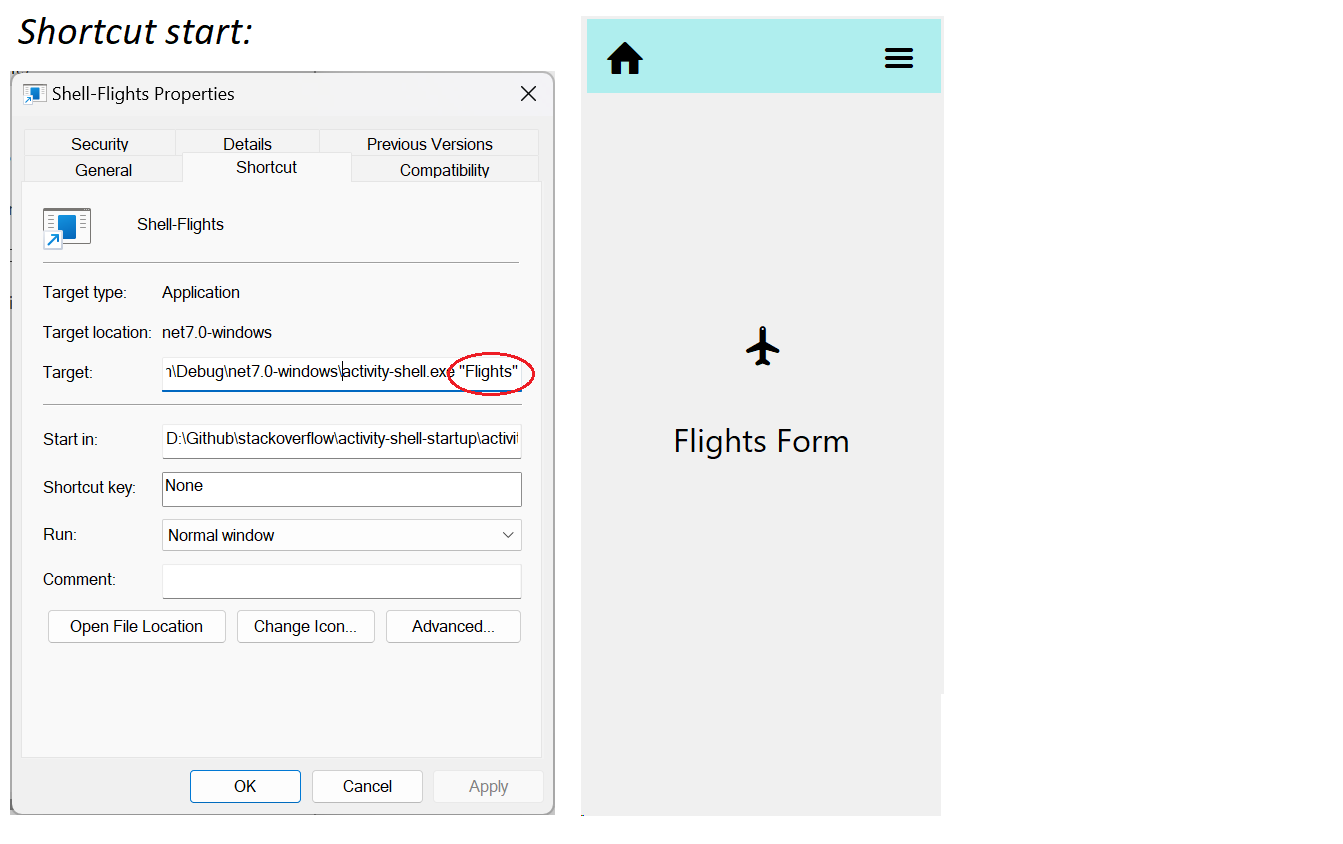 Shortcut start:
Shell-Flights Properties
Security Details Previous Versions
General Shortcut Compatibility
Shell-Flights
Target type: Application
Target location: net7.0-windows
Target: \Debug\net7.0-windows\activity-shell.exe "Flights"
Start in: D:\Github\stackoverflow\activity-shell-startup\activit
Shortcut key: None
Run: Normal window
Comment:
Open File Location Change Icon... Advanced...
OK Cancel Apply
Flights Form